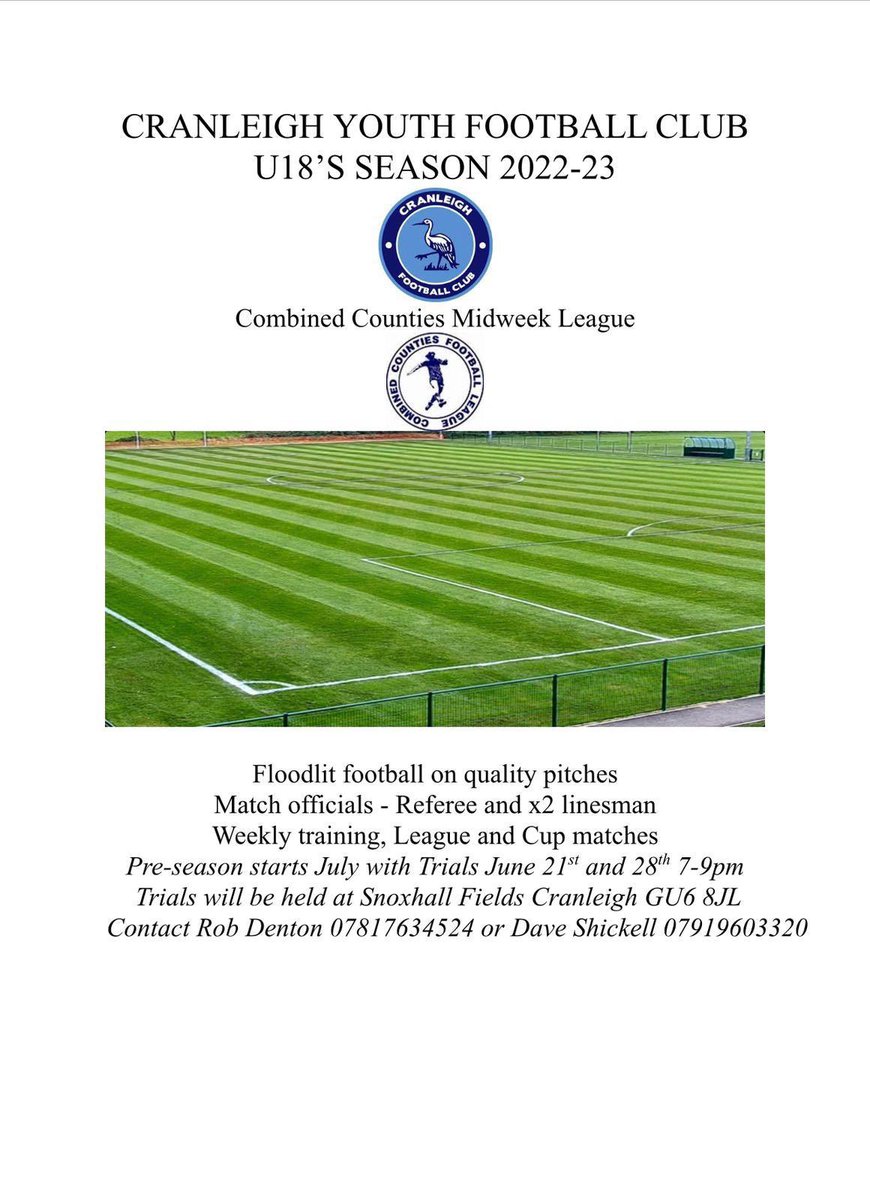 CRANLEIGH YOUTH FOOTBALL CLUB
U18’S SEASON 2022-23
CRANLEIGH
FOOTBALL CLUB
Combined Counties Midweek League
COMBINED COUNTIES FOOTBALL LEAGUE
Floodlit football on quality pitches
Match officials - Referee and x2 linesman
Weekly training, League and Cup matches
Pre-season starts July with Trials June 21st and 28th 7-9pm
Trials will be held at Snoxhall Fields Cranleigh GU6 8JL
Contact Rob Denton 07817634524 or Dave Shickell 07919603320